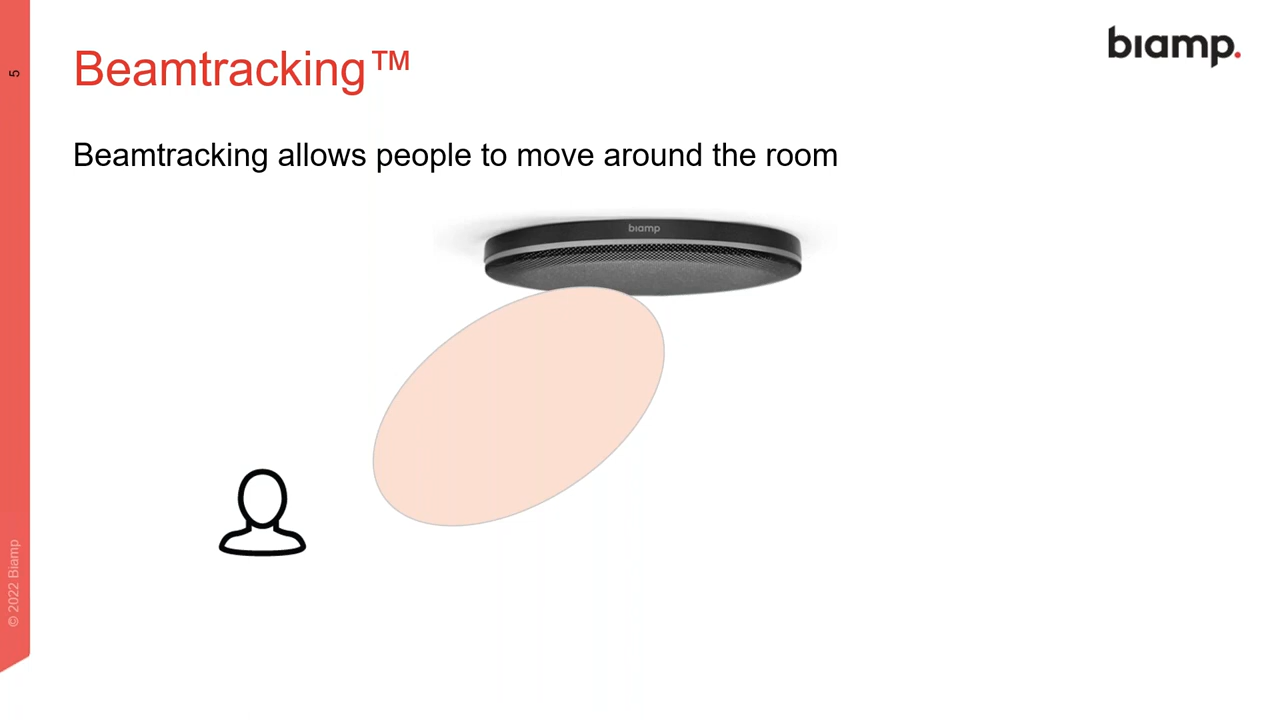 5
Beamtracking™
biamp.
Beamtracking allows people to move around the room
biamp
© 2022 Biamp